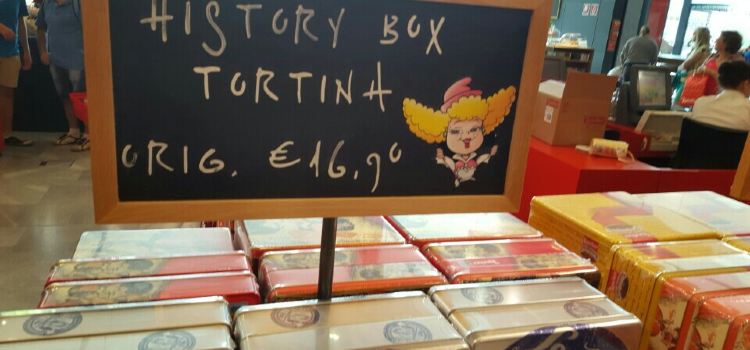 HISTORY BOX
TORTINA
ORIG. €16,90